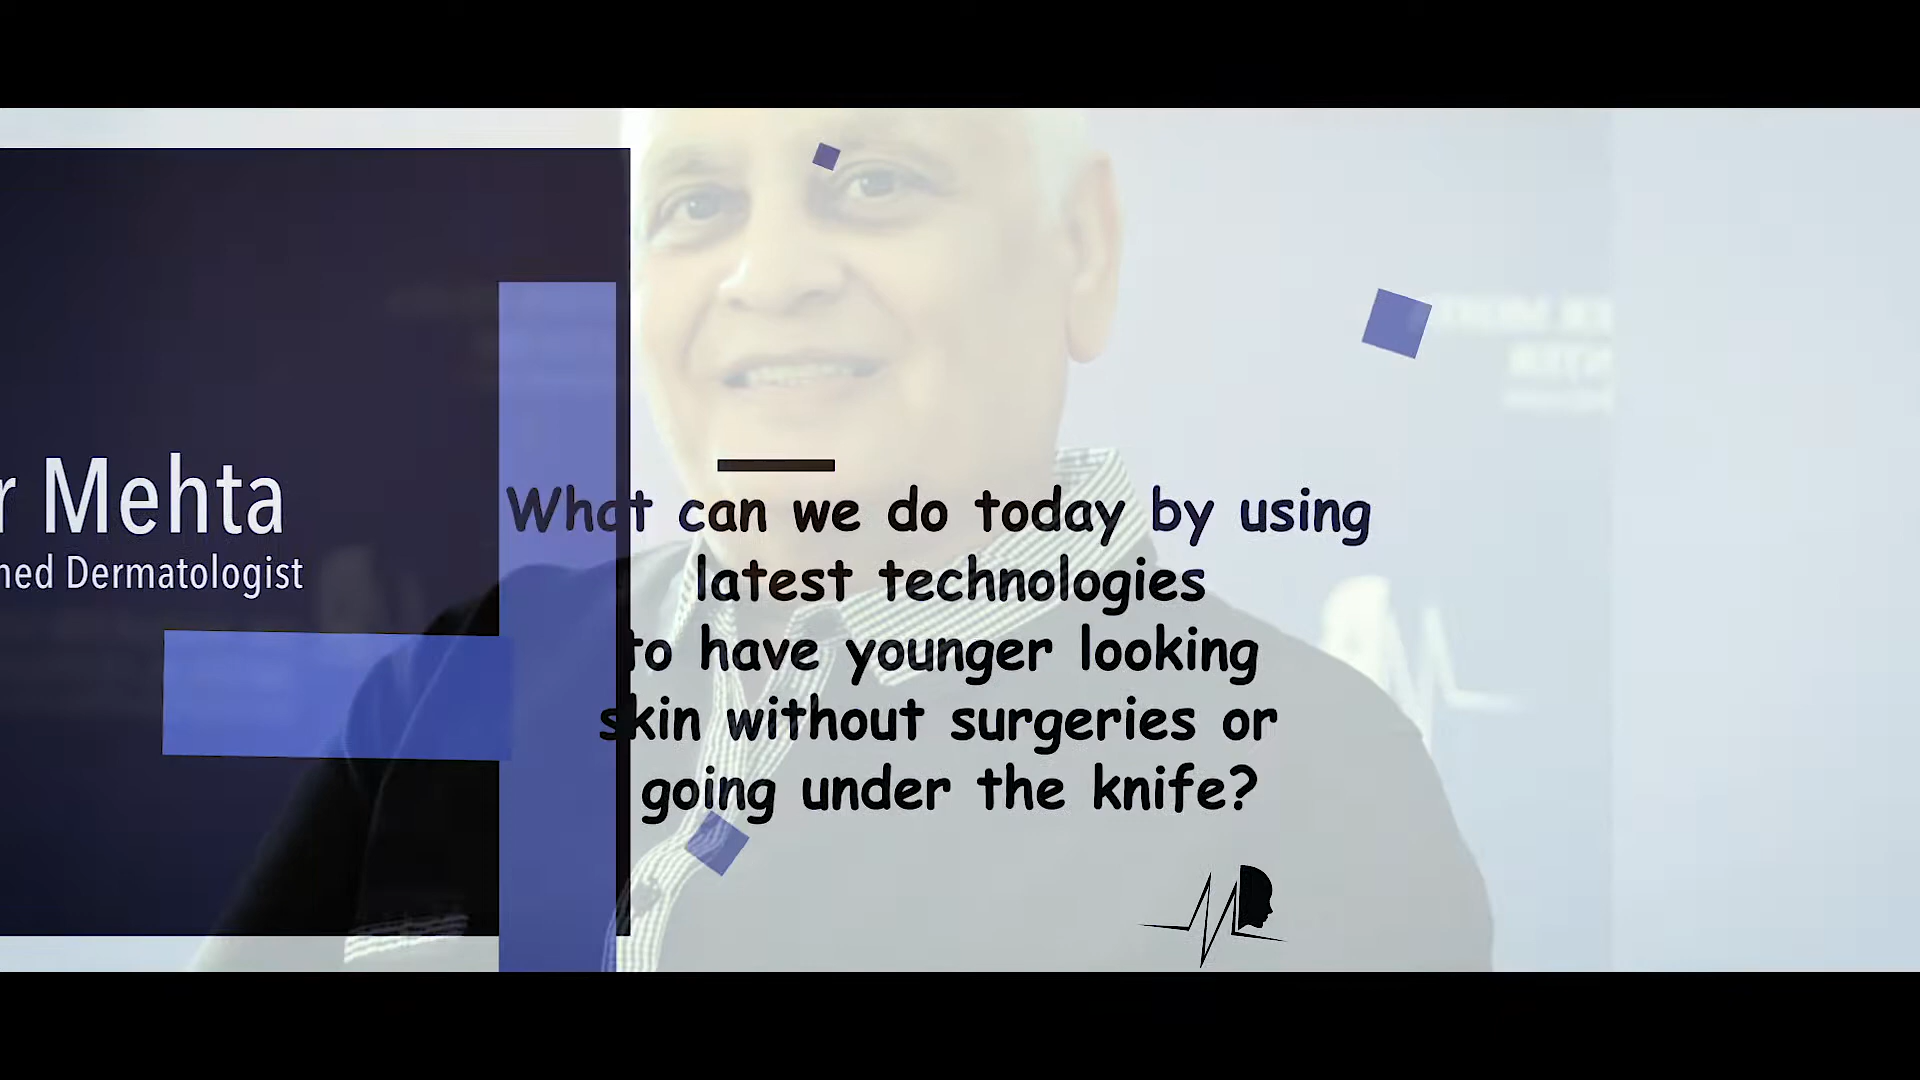 r Mehta
ned Dermatologist
What can we do today by using
latest technologies
to have younger looking
skin without surgeries or
going under the knife?